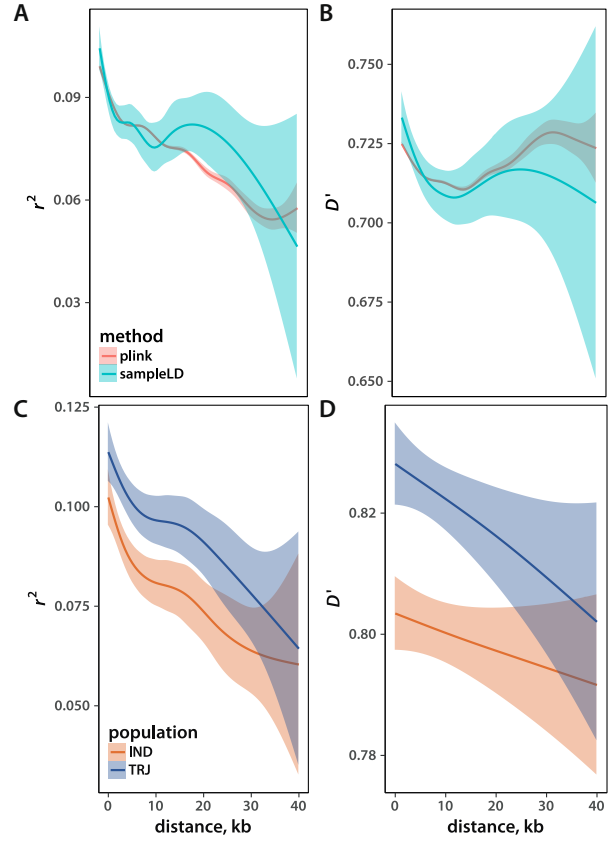 A
B
0.09
0.06
0.03
r²
0.750
0.725
0.700
0.675
0.650
D'
method
plink
sampleLD
C
D
0.125
0.100
0.075
0.050
r²
0.82
0.80
0.78
D'
population
IND
TRJ
0 10 20 30 40
0 10 20 30 40
distance, kb
distance, kb